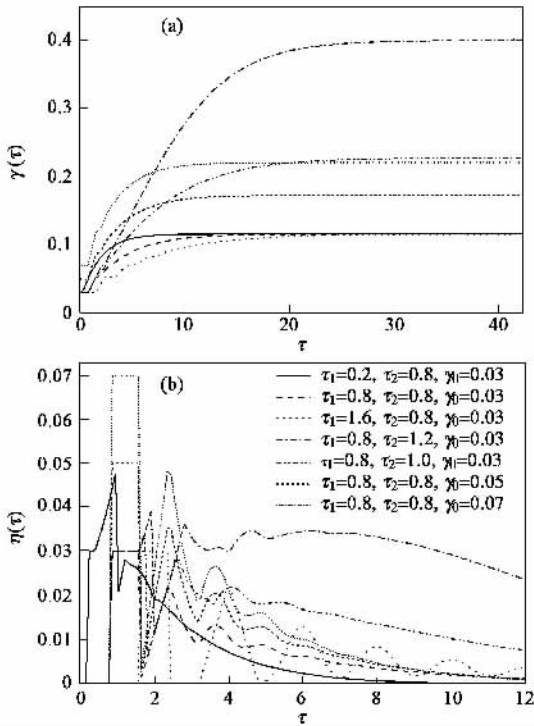 (a)
0.4
0.3
0.2
0.1
0
γ(τ)
0 10 20 30 40
τ
(b)
0.07
0.06
0.05
0.04
0.03
0.02
0.01
0
η(τ)
τ₁=0.2, τ₂=0.8, γ₀=0.03
τ₁=0.8, τ₂=0.8, γ₀=0.03
τ₁=1.6, τ₂=0.8, γ₀=0.03
τ₁=0.8, τ₂=1.2, γ₀=0.03
τ₁=0.8, τ₂=1.0, γ₀=0.03
τ₁=0.8, τ₂=0.8, γ₀=0.05
τ₁=0.8, τ₂=0.8, γ₀=0.07
0 2 4 6 8 10 12
τ